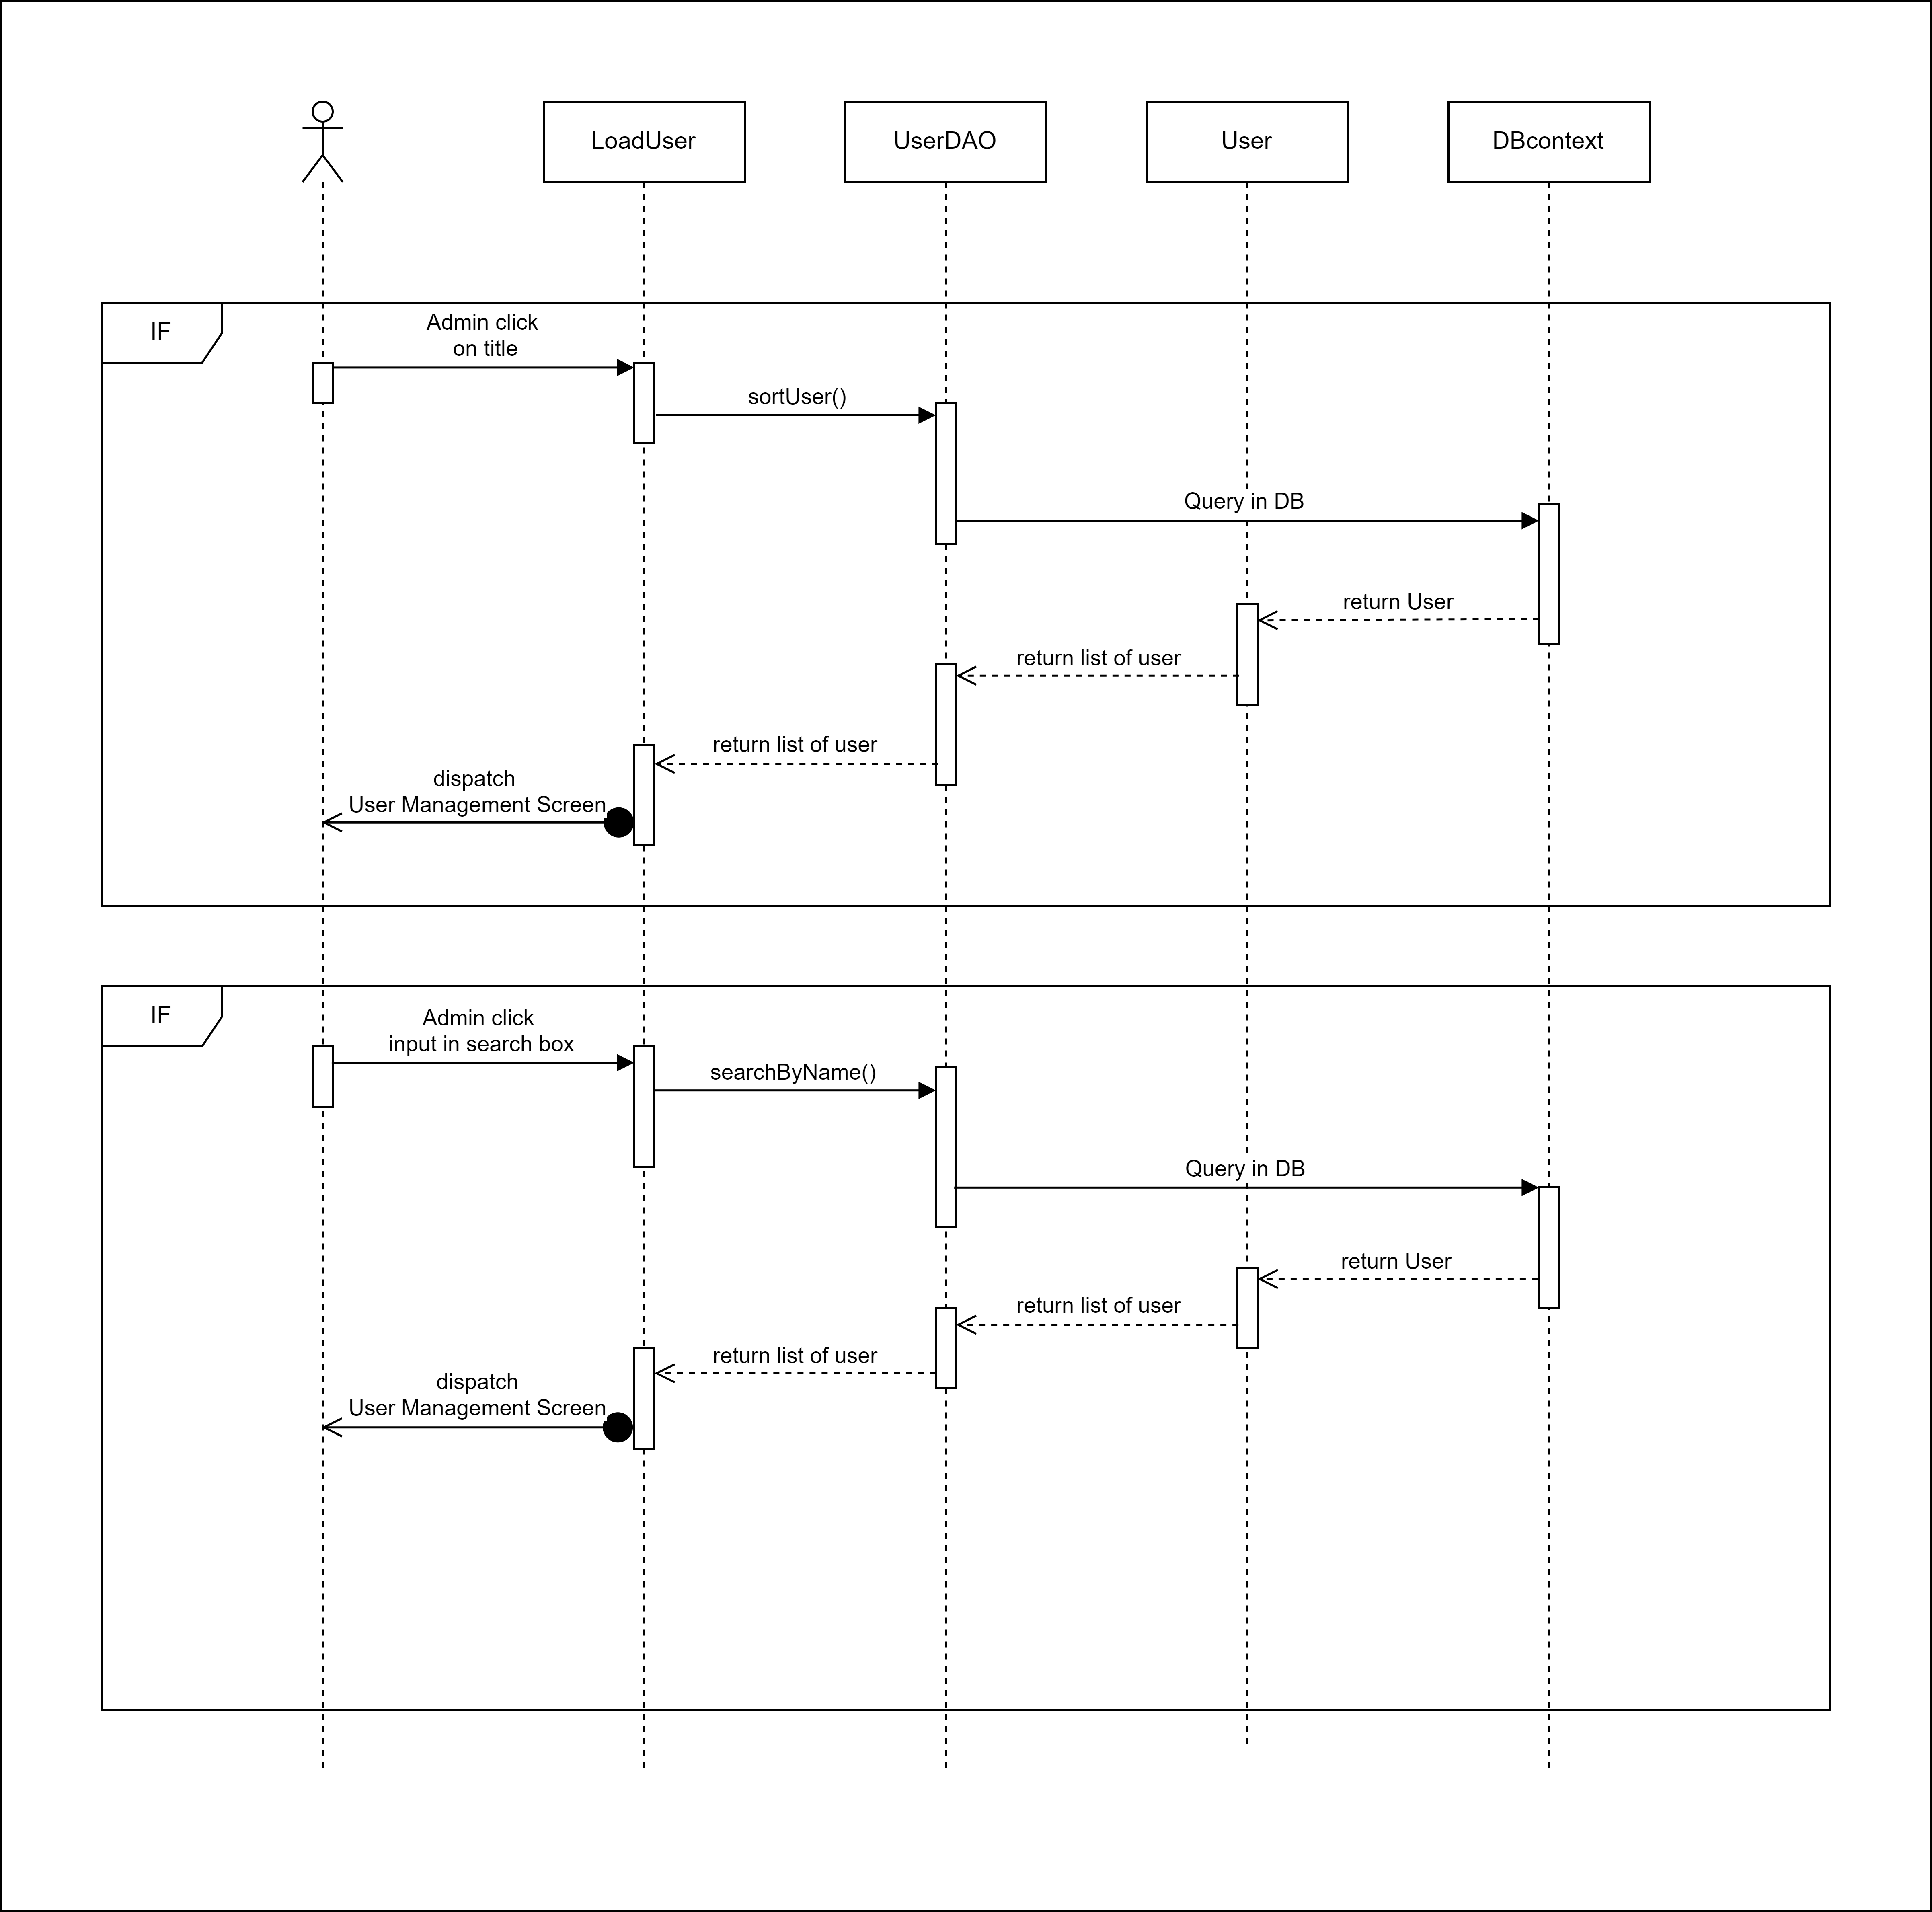 LoadUser
UserDAO
User
DBcontext
IF
Admin click
on title
sortUser()
Query in DB
return User
return list of user
return list of user
dispatch
User Management Screen
IF
Admin click
input in search box
searchByName()
Query in DB
return User
return list of user
return list of user
dispatch
User Management Screen